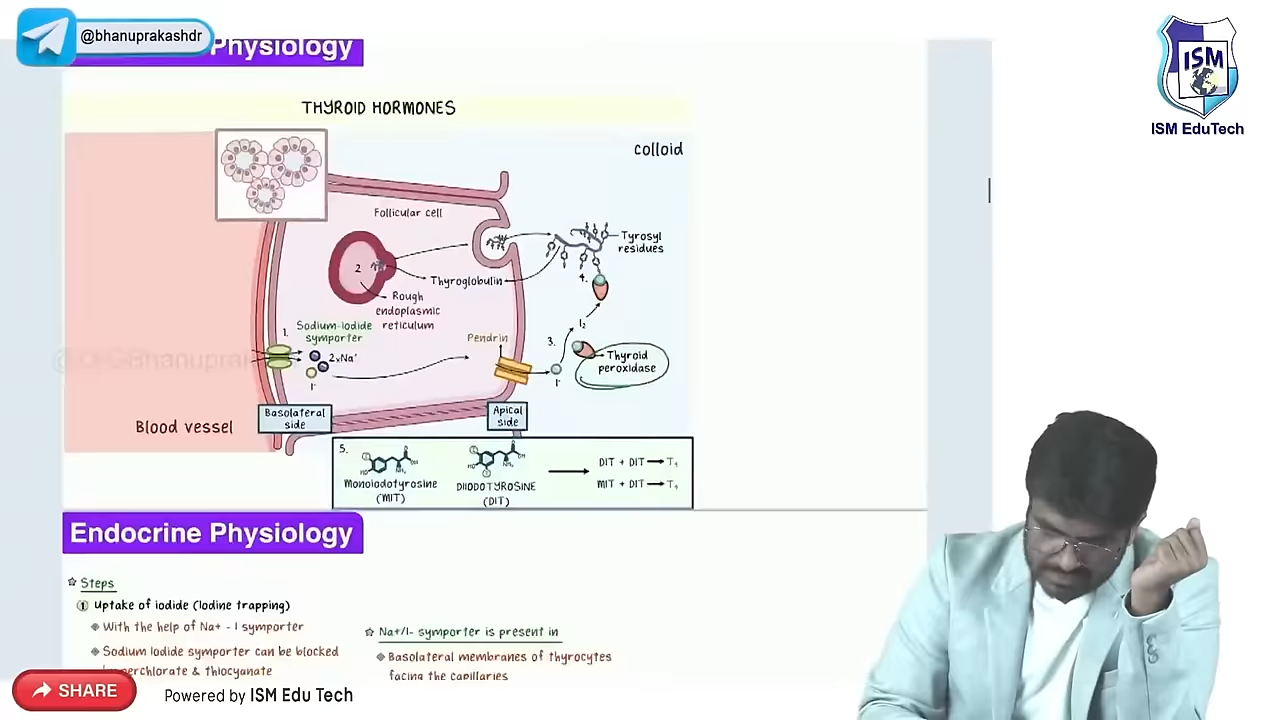 @bhanuprakashdr
Physiology
ISM
ISM EduTech
THYROID HORMONES
colloid
Follicular cell
Tyrosyl
residues
2
4.
Thyroglobulin
Rough
endoplasmic
reticulum
1.
Sodium-iodide
symporter
2xNa⁺
I⁻
Pendrin
3.
I₂
I⁻
Thyroid
peroxidase
Basolateral
side
Apical
side
Blood vessel
5.
Monoiodotyrosine
(MIT)
DIIODOTYROSINE
(DIT)
DIT + DIT → T₄
MIT + DIT → T₄
Endocrine Physiology
Steps
① Uptake of iodide (Iodine trapping)
With the help of Na+ - I symporter
Sodium Iodide symporter can be blocked
perchlorate & thiocyanate
Na+/I- symporter is present in
Basolateral membranes of thyrocytes
facing the capillaries
SHARE
Powered by ISM Edu Tech